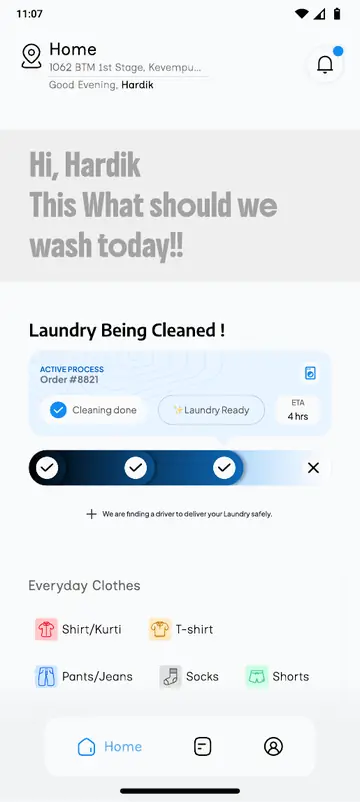 11:07
Home
1062 BTM 1st Stage, Kevempu...
Good Evening, Hardik
Hi, Hardik
This What should we
wash today!!
Laundry Being Cleaned !
ACTIVE PROCESS
Order #8821
Cleaning done
✨Laundry Ready
ETA
4 hrs
We are finding a driver to deliver your Laundry safely.
Everyday Clothes
Shirt/Kurti
T-shirt
Pants/Jeans
Socks
Shorts
Home